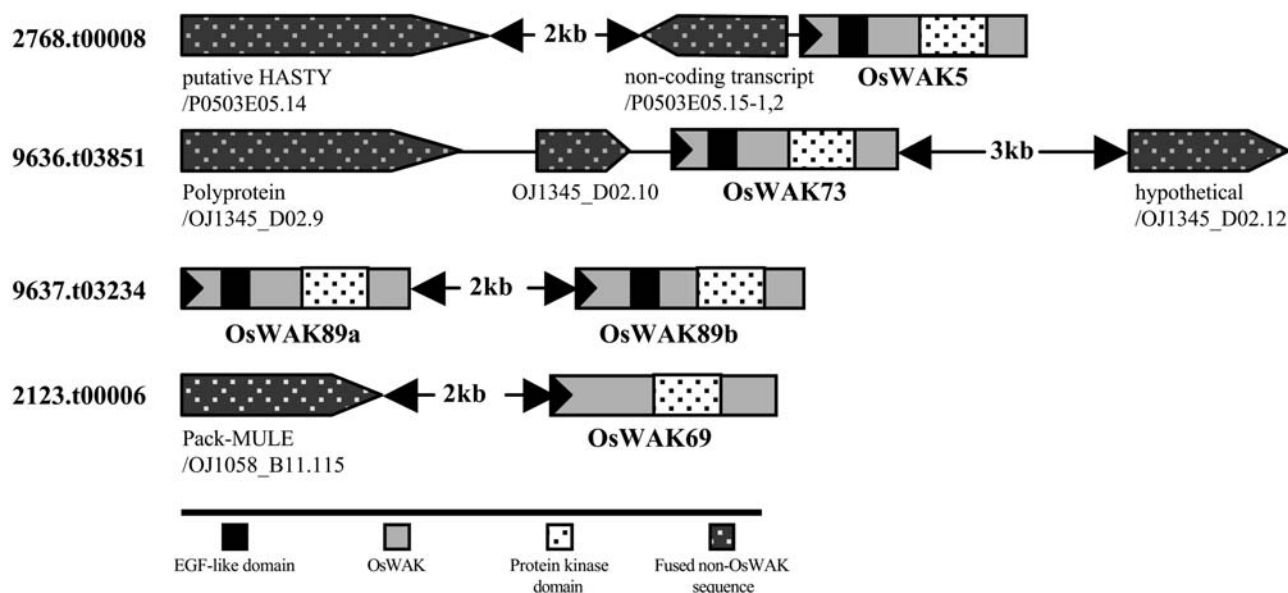 2768.t00008
2kb
putative HASTY
/P0503E05.14
non-coding transcript
/P0503E05.15-1,2
OsWAK5
9636.t03851
3kb
Polyprotein
/OJ1345_D02.9
OJ1345_D02.10
OsWAK73
hypothetical
/OJ1345_D02.12
9637.t03234
2kb
OsWAK89a
OsWAK89b
2123.t00006
2kb
Pack-MULE
/OJ1058_B11.115
OsWAK69
EGF-like domain
OsWAK
Protein kinase
domain
Fused non-OsWAK
sequence